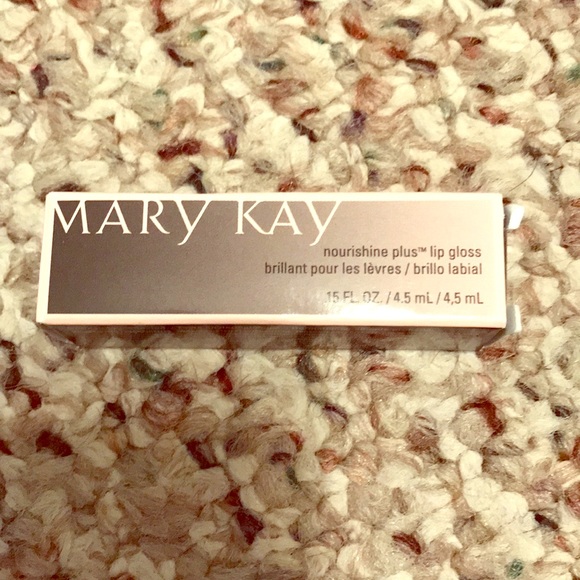 MARY KAY
nourishine plus™ lip gloss
brillant pour les lèvres / brillo labial
.15 FL. OZ. / 4.5 mL / 4,5 mL